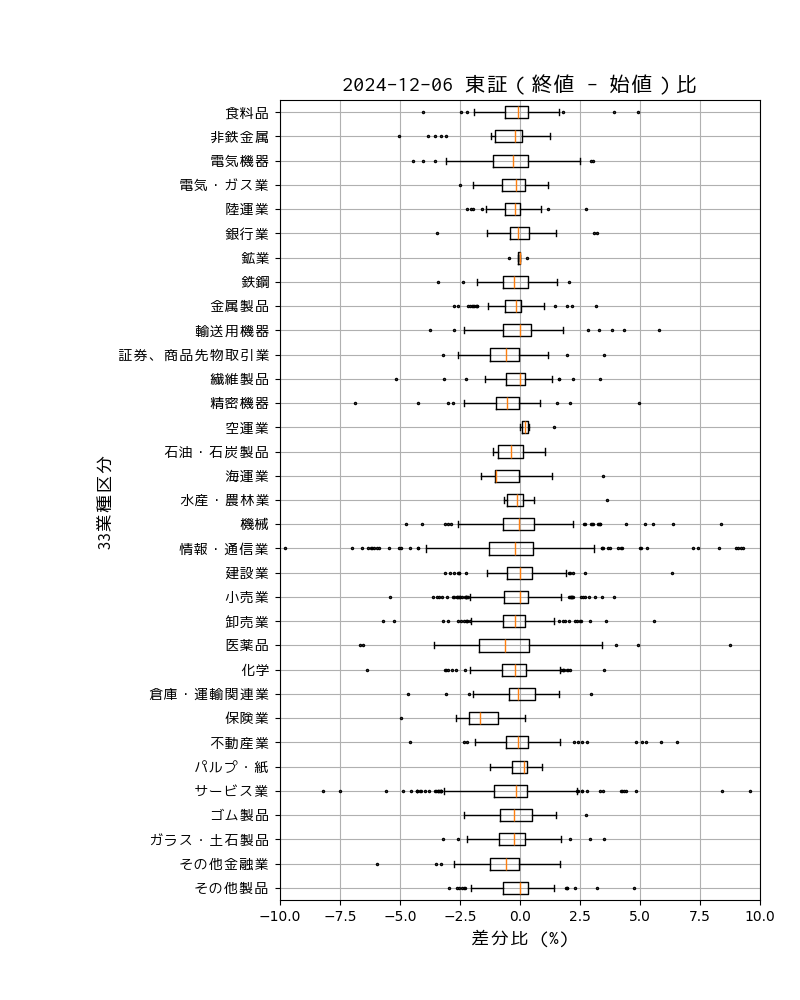 2024-12-06 東証 ( 終値 - 始値 ) 比
食料品
非鉄金属
電気機器
電気・ガス業
陸運業
銀行業
鉱業
鉄鋼
金属製品
輸送用機器
証券、商品先物取引業
繊維製品
精密機器
空運業
石油・石炭製品
海運業
水産・農林業
機械
情報・通信業
建設業
小売業
卸売業
医薬品
化学
倉庫・運輸関連業
保険業
不動産業
パルプ・紙
サービス業
ゴム製品
ガラス・土石製品
その他金融業
その他製品
33業種区分
−10.0 −7.5 −5.0 −2.5 0.0 2.5 5.0 7.5 10.0
差分比 (%)